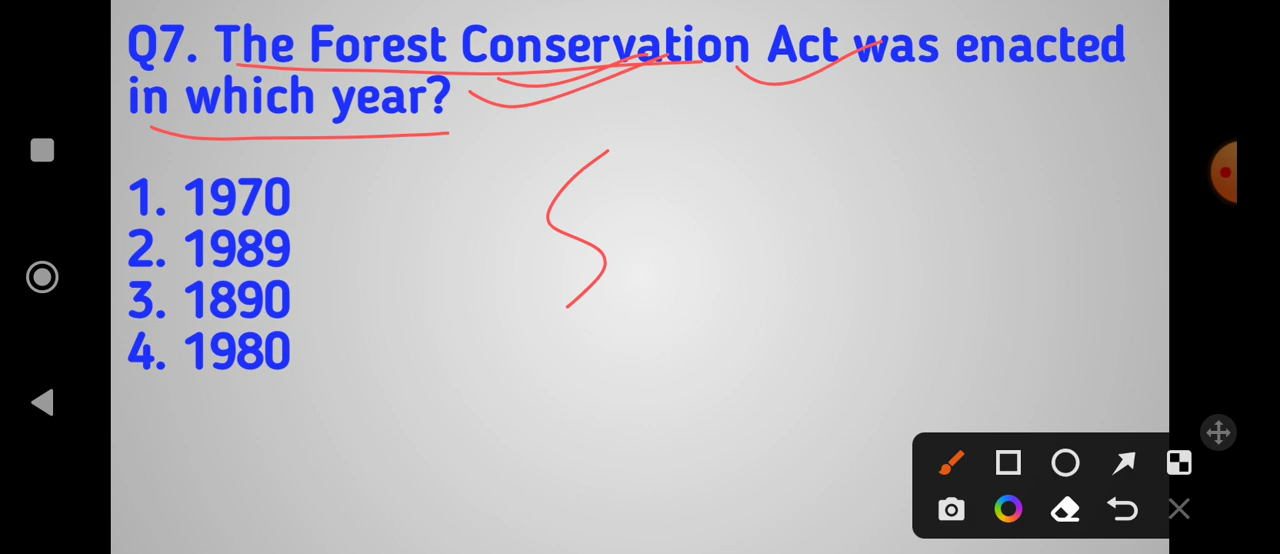 Q7. The Forest Conservation Act was enacted
in which year?
1. 1970
2. 1989
3. 1890
4. 1980